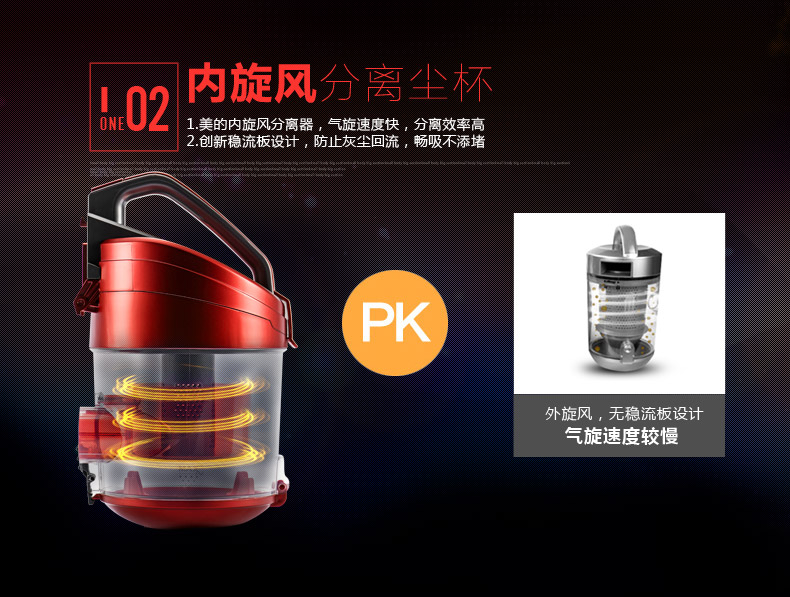 02
ONE
内旋风分离尘杯
1.美的内旋风分离器，气旋速度快，分离效率高
2.创新稳流板设计，防止灰尘回流，畅吸不添堵
PK
外旋风，无稳流板设计
气旋速度较慢